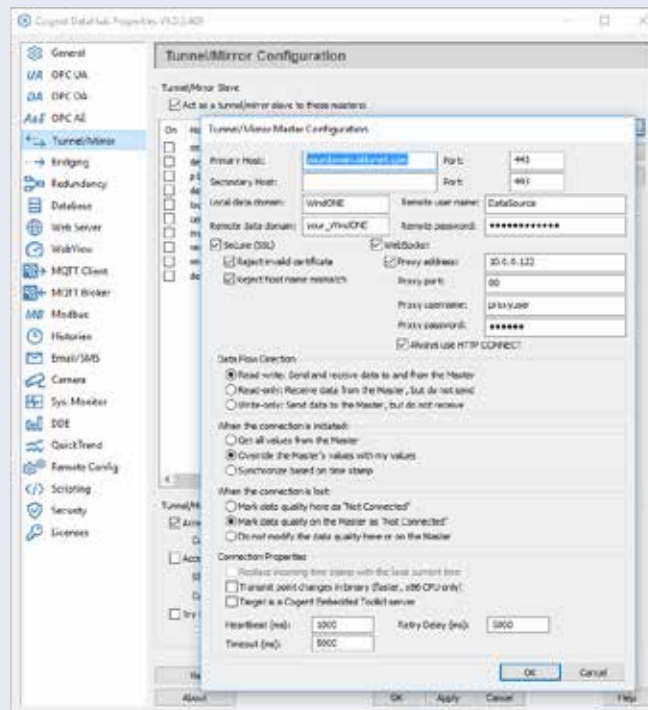 Cogent DataHub Properties
General
OPC UA
OPC DA
OPC AE
Tunnel/Mirror
Bridging
Redundancy
Database
Web Server
WebView
MQTT Client
MQTT Broker
Modbus
Histories
Email/SMS
Camera
Sys. Monitor
DDE
QuickTrend
Remote Config
Scripting
Security
Licenses
Tunnel/Mirror Configuration
Tunnel/Mirror Slave
Act as a tunnel/mirror slave to these masters
On
Tunnel/Mirror Master Configuration
Primary Host: Port: 443
Secondary Host: Port: 443
Local data domain: WindONE Remote user name: DataSource
Remote data domain: your_WindONE Remote password: ************
Secure (SSL) WebSocket
Reject invalid certificate Proxy address: 10.0.0.122
Reject host name mismatch Proxy port: 80
Proxy username: proxyuser
Proxy password: ******
Always use HTTP CONNECT
Data Flow Direction
Read-write: Send and receive data to and from the Master
Read-only: Receive data from the Master, but do not send
Write-only: Send data to the Master, but do not receive
When the connection is initiated:
Get all values from the Master
Override the Master's values with my values
Synchronize based on time stamp
When the connection is lost:
Mark data quality here as "Not Connected"
Mark data quality on the Master as "Not Connected"
Do not modify the data quality here or on the Master
Connection Properties
Replace incoming time stamp with the local current time
Transmit point changes in binary (faster, x86 CPU only)
Target is a Cogent Embedded Toolkit server
Heartbeat (ms): 1000 Retry Delay (ms): 5000
Timeout (ms): 5000
OK Cancel
About OK Apply Cancel Help